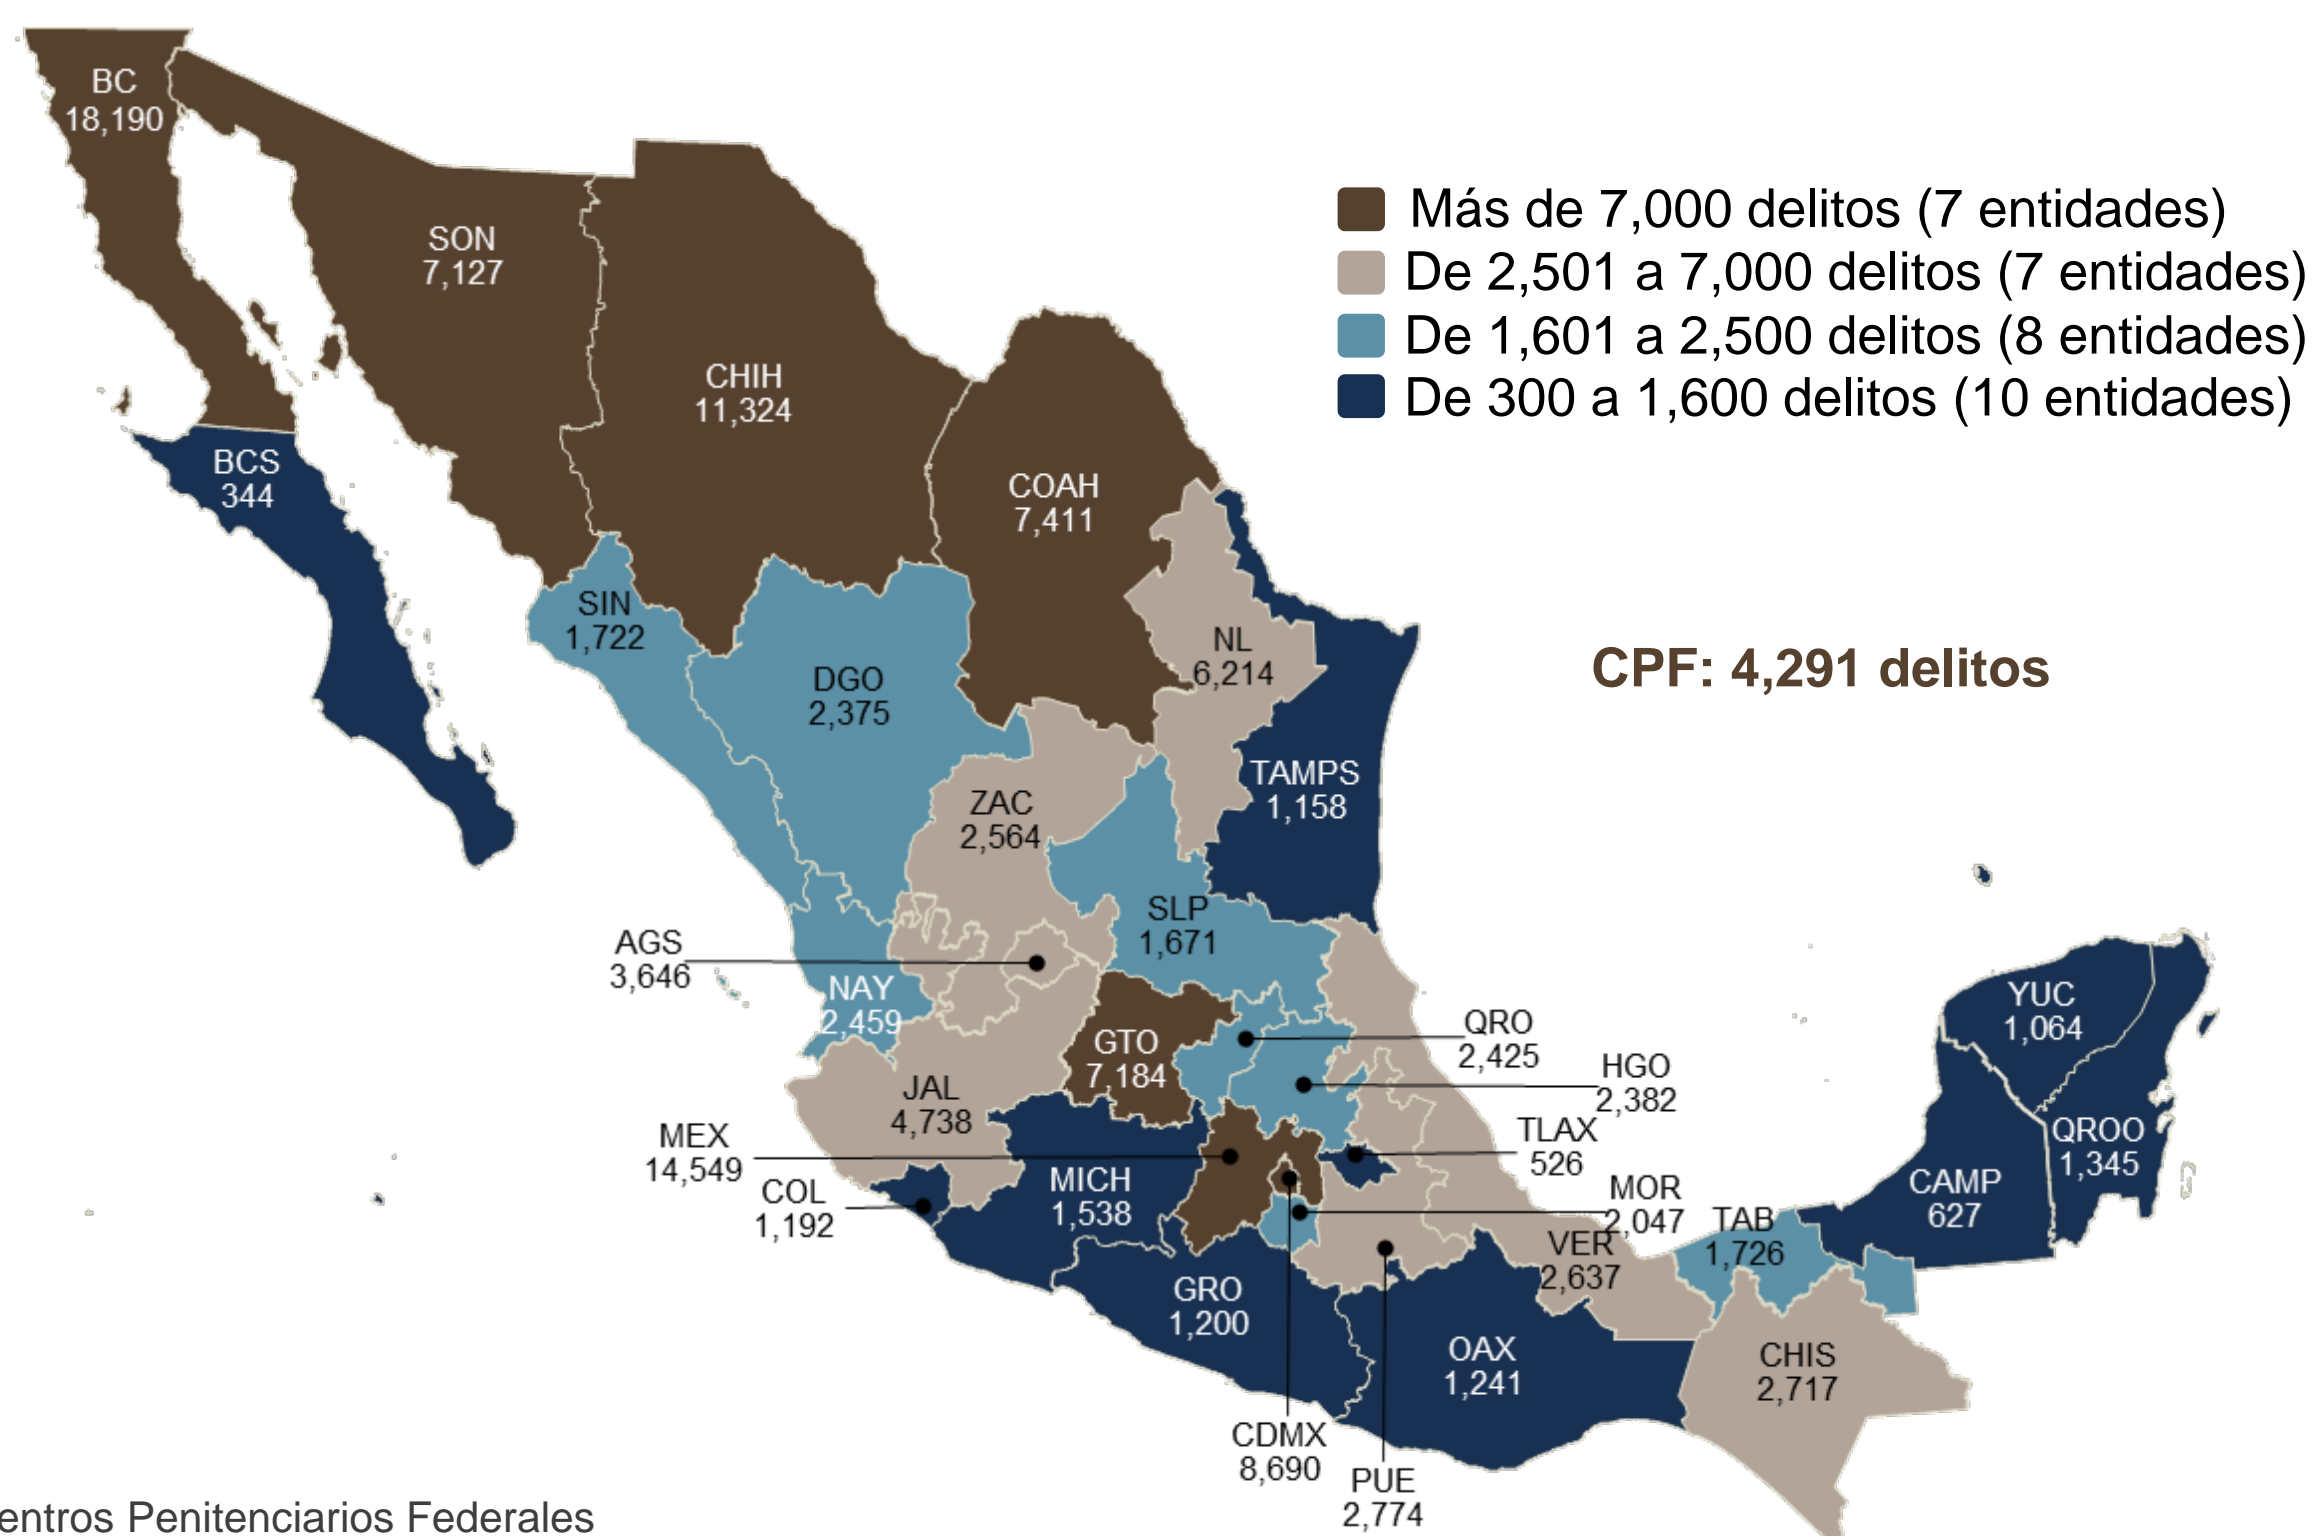 BC
18,190
SON
7,127
Más de 7,000 delitos (7 entidades)
De 2,501 a 7,000 delitos (7 entidades)
De 1,601 a 2,500 delitos (8 entidades)
De 300 a 1,600 delitos (10 entidades)
CHIH
11,324
BCS
344
COAH
7,411
SIN
1,722
NL
6,214
CPF: 4,291 delitos
DGO
2,375
TAMPS
1,158
ZAC
2,564
SLP
1,671
AGS
3,646
NAY
2,459
YUC
1,064
QRO
2,425
GTO
7,184
HGO
2,382
JAL
4,738
MEX
14,549
TLAX
526
QROO
1,345
MICH
1,538
COL
1,192
CAMP
627
MOR
2,047
TAB
1,726
VER
2,637
GRO
1,200
OAX
1,241
CHIS
2,717
CDMX
8,690
PUE
2,774
entros Penitenciarios Federales